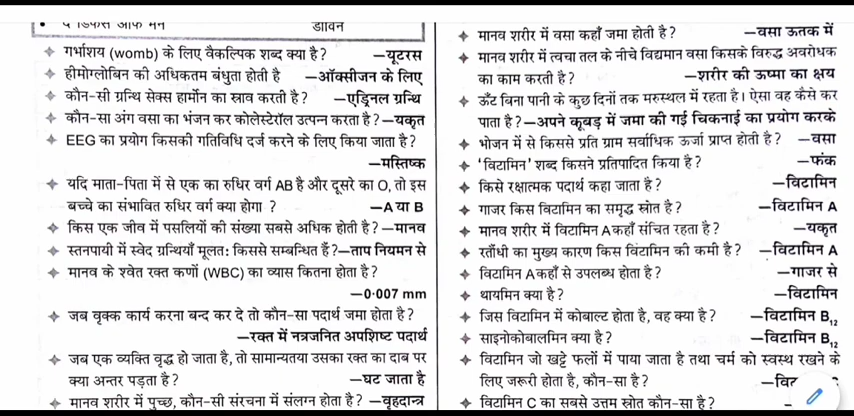 द डिफेंस ऑफ मैन डार्विन
❖ गर्भाशय (womb) के लिए वैकल्पिक शब्द क्या है? —यूटरस
❖ हीमोग्लोबिन की अधिकतम बंधुता होती है —ऑक्सीजन के लिए
❖ कौन-सी ग्रन्थि सेक्स हार्मोन का स्राव करती है? —एड्रिनल ग्रन्थि
❖ कौन-सा अंग वसा का भंजन कर कोलेस्टेरॉल उत्पन्न करता है?—यकृत
❖ EEG का प्रयोग किसकी गतिविधि दर्ज करने के लिए किया जाता है?
—मस्तिष्क
❖ यदि माता-पिता में से एक का रुधिर वर्ग AB है और दूसरे का O, तो इस
बच्चे का संभावित रुधिर वर्ग क्या होगा ? —A या B
❖ किस एक जीव में पसलियों की संख्या सबसे अधिक होती है?—मानव
❖ स्तनपायी में स्वेद ग्रन्थियाँ मूलत: किससे सम्बन्धित हैं?—ताप नियमन से
❖ मानव के श्वेत रक्त कणों (WBC) का व्यास कितना होता है?
—0·007 mm
❖ जब वृक्क कार्य करना बन्द कर दे तो कौन-सा पदार्थ जमा होता है?
—रक्त में नत्रजनित अपशिष्ट पदार्थ
❖ जब एक व्यक्ति वृद्ध हो जाता है, तो सामान्यतया उसका रक्त का दाब पर
क्या अन्तर पड़ता है? —घट जाता है
❖ मानव शरीर में पुच्छ, कौन-सी संरचना में संलग्न होता है? —वृहदान्त्र
❖ मानव शरीर में वसा कहाँ जमा होती है? —वसा ऊतक में
❖ मानव शरीर में त्वचा तल के नीचे विद्यमान वसा किसके विरुद्ध अवरोधक
का काम करती है? —शरीर की ऊष्मा का क्षय
❖ ऊँट बिना पानी के कुछ दिनों तक मरुस्थल में रहता है। ऐसा वह कैसे कर
पाता है?—अपने कूबड़ में जमा की गई चिकनाई का प्रयोग करके
❖ भोजन में से किससे प्रति ग्राम सर्वाधिक ऊर्जा प्राप्त होती है? —वसा
❖ ‘विटामिन’ शब्द किसने प्रतिपादित किया है? —फंक
❖ किसे रक्षात्मक पदार्थ कहा जाता है? —विटामिन
❖ गाजर किस विटामिन का समृद्ध स्रोत है? —विटामिन A
❖ मानव शरीर में विटामिन A कहाँ संचित रहता है? —यकृत
❖ रतौंधी का मुख्य कारण किस विटामिन की कमी है? —विटामिन A
❖ विटामिन A कहाँ से उपलब्ध होता है? —गाजर से
❖ थायमिन क्या है? —विटामिन
❖ जिस विटामिन में कोबाल्ट होता है, वह क्या है? —विटामिन B₁₂
❖ साइनोकोबालमिन क्या है? —विटामिन B₁₂
❖ विटामिन जो खट्टे फलों में पाया जाता है तथा चर्म को स्वस्थ रखने के
लिए जरूरी होता है, कौन-सा है?
❖ विटामिन C का सबसे उत्तम स्रोत कौन-सा है?